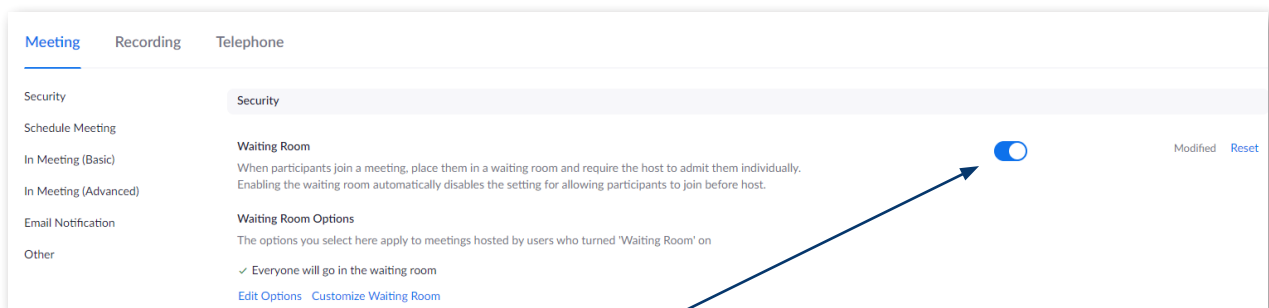 Meeting Recording Telephone
Security
Schedule Meeting
In Meeting (Basic)
In Meeting (Advanced)
Email Notification
Other
Security
Waiting Room
When participants join a meeting, place them in a waiting room and require the host to admit them individually.
Enabling the waiting room automatically disables the setting for allowing participants to join before host.
Modified Reset
Waiting Room Options
The options you select here apply to meetings hosted by users who turned 'Waiting Room' on
✓ Everyone will go in the waiting room
Edit Options Customize Waiting Room